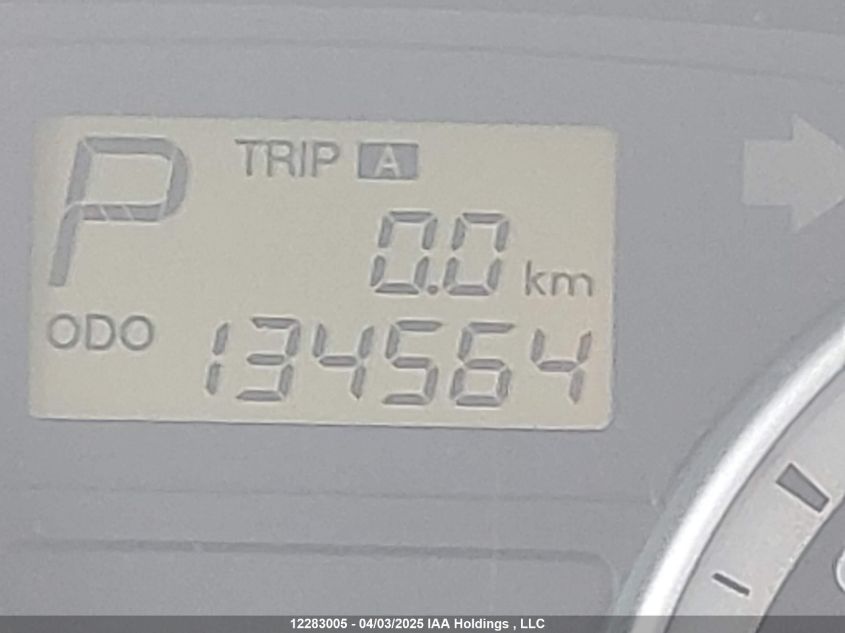 P
TRIP A
0.0 km
ODO 134564
12283005 - 04/03/2025 IAA Holdings , LLC